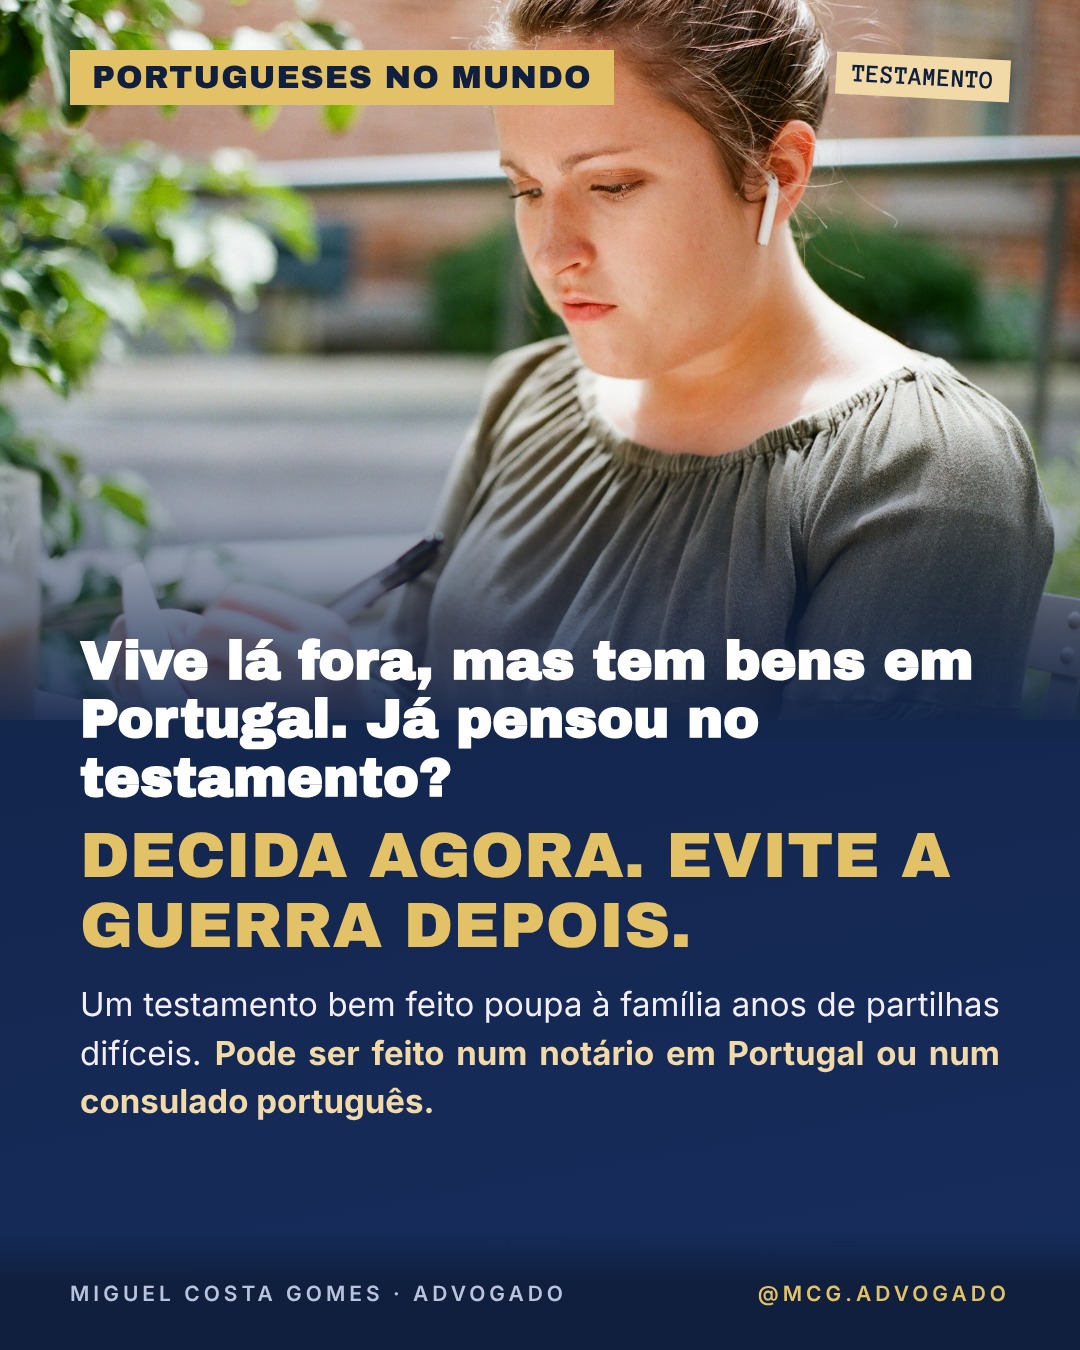 PORTUGUESES NO MUNDO
TESTAMENTO
Vive lá fora, mas tem bens em
Portugal. Já pensou no
testamento?
DECIDA AGORA. EVITE A
GUERRA DEPOIS.
Um testamento bem feito poupa à família anos de partilhas
difíceis. Pode ser feito num notário em Portugal ou num
consulado português.
MIGUEL COSTA GOMES · ADVOGADO
@MCG.ADVOGADO